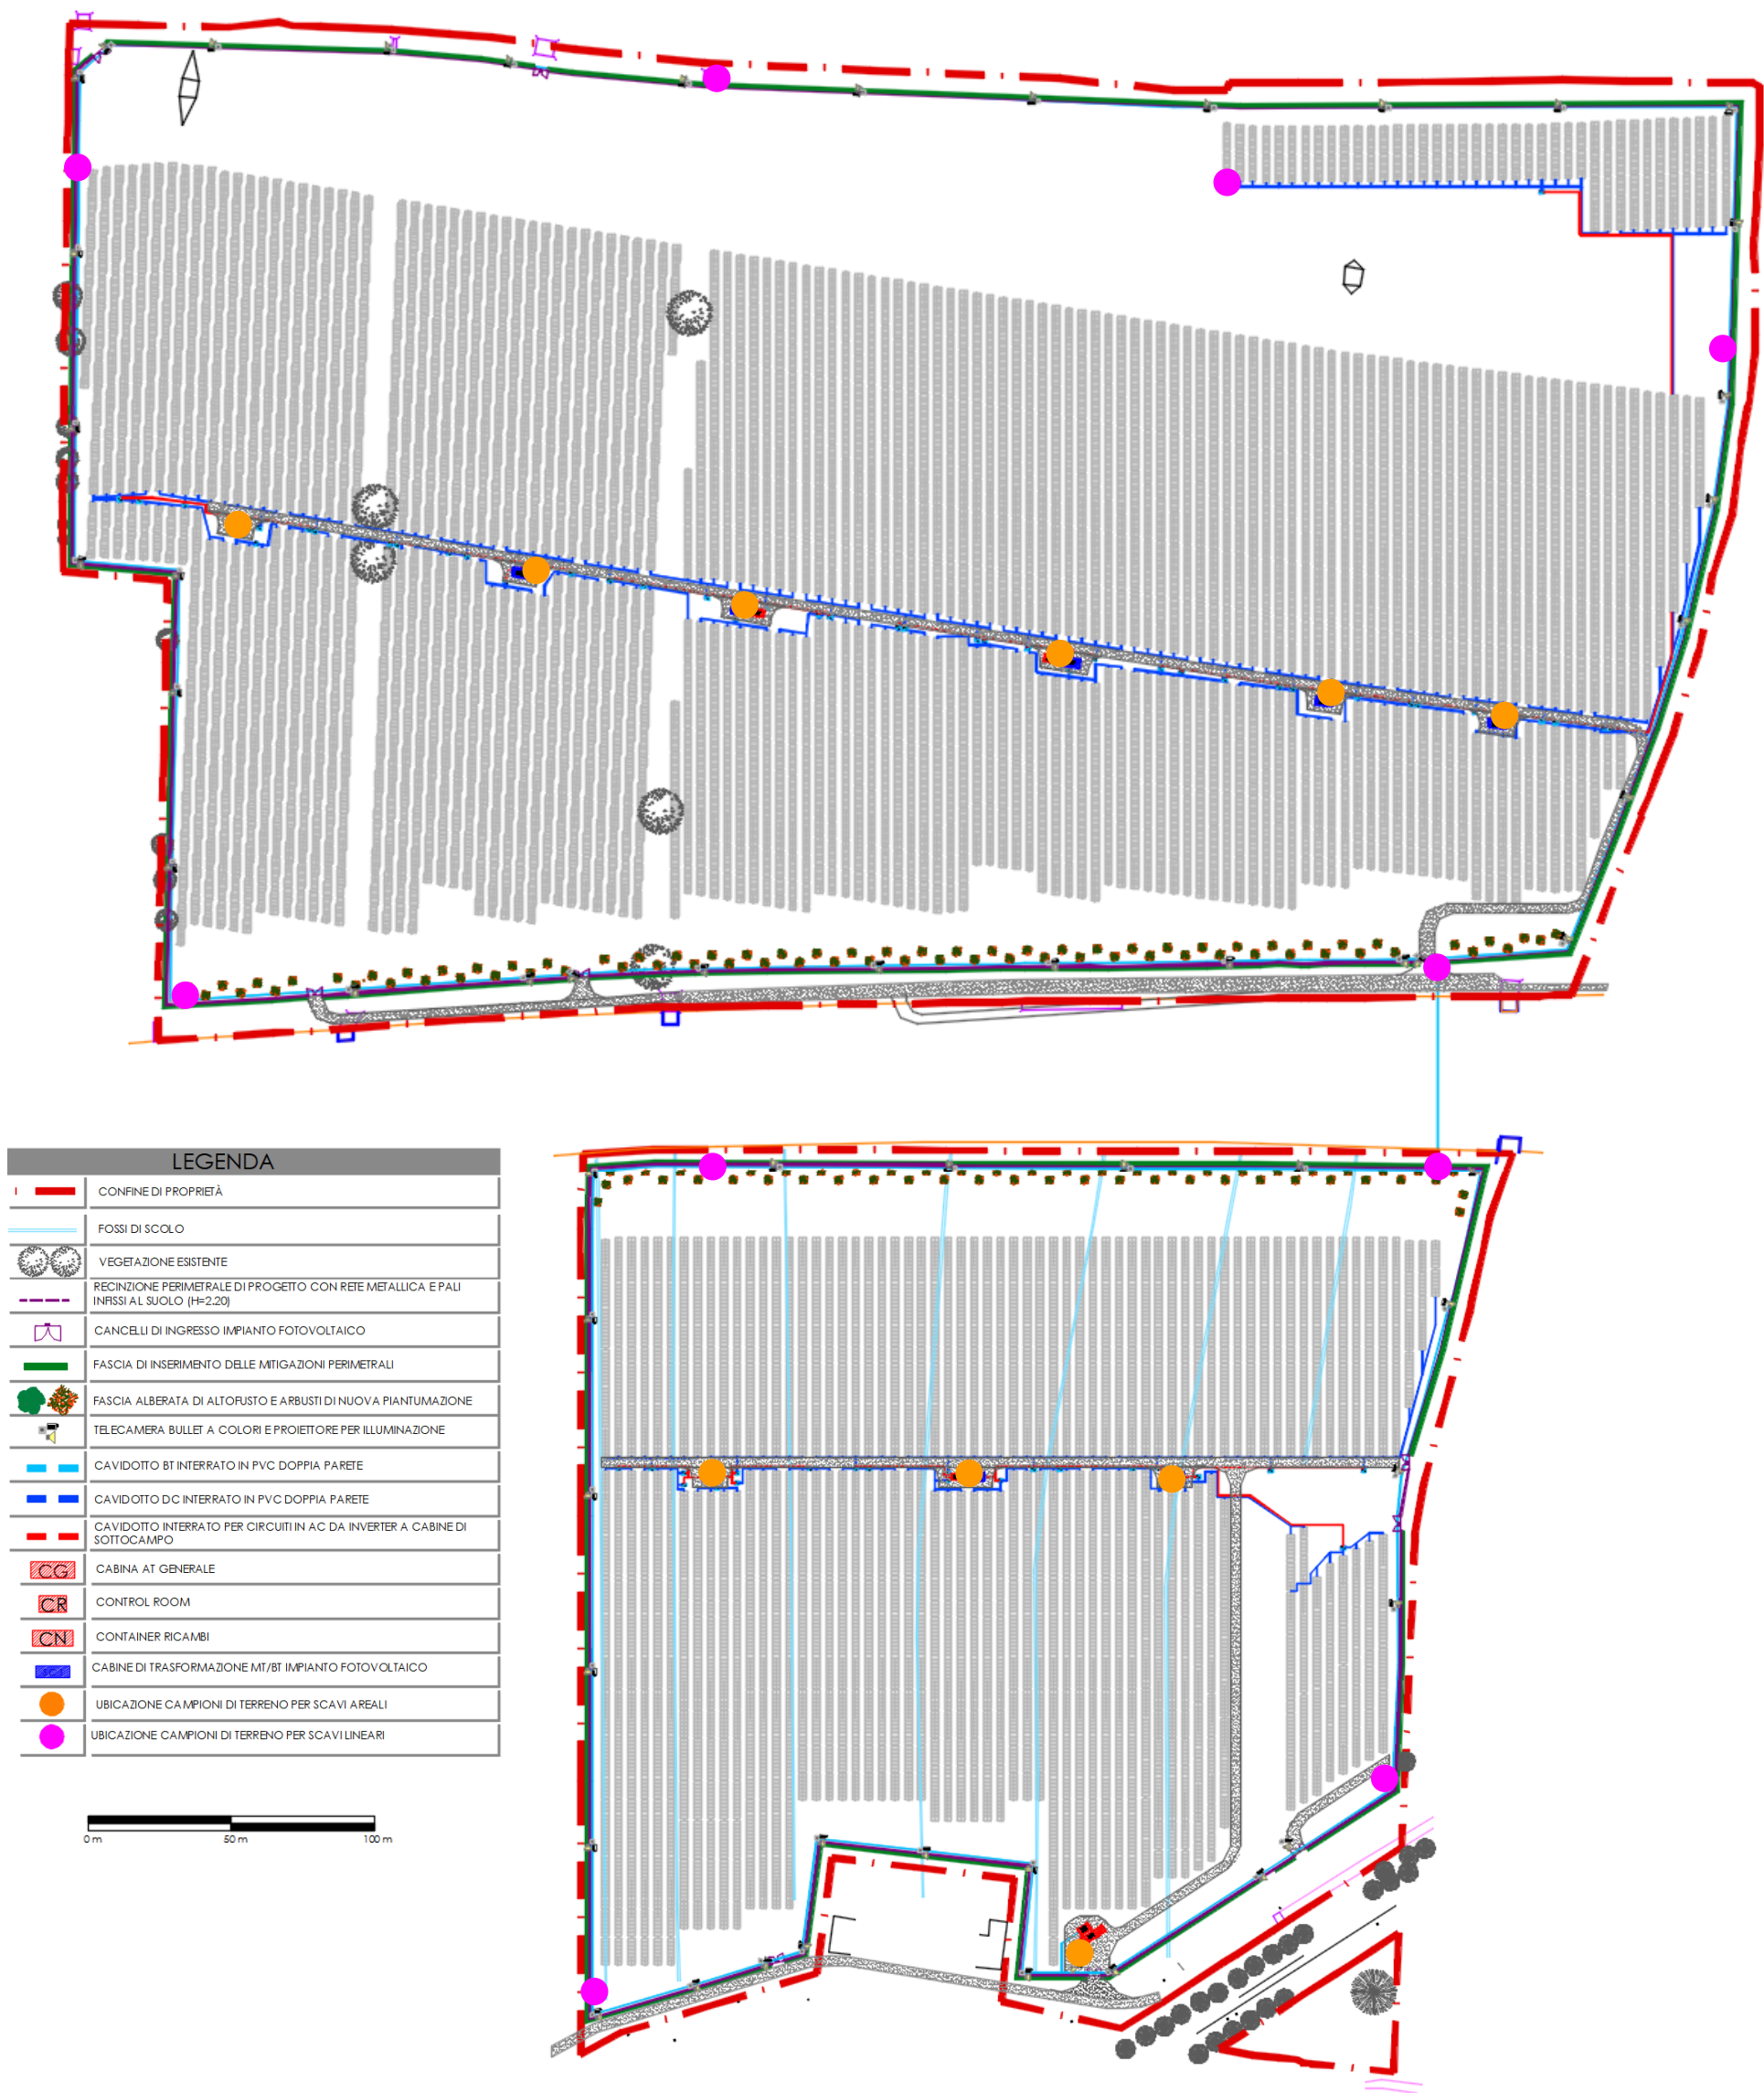 LEGENDA
CONFINE DI PROPRIETÀ
FOSSI DI SCOLO
VEGETAZIONE ESISTENTE
RECINZIONE PERIMETRALE DI PROGETTO CON RETE METALLICA E PALI
INFISSI AL SUOLO (H=2.20)
CANCELLI DI INGRESSO IMPIANTO FOTOVOLTAICO
FASCIA DI INSERIMENTO DELLE MITIGAZIONI PERIMETRALI
FASCIA ALBERATA DI ALTOFUSTO E ARBUSTI DI NUOVA PIANTUMAZIONE
TELECAMERA BULLET A COLORI E PROIETTORE PER ILLUMINAZIONE
CAVIDOTTO BT INTERRATO IN PVC DOPPIA PARETE
CAVIDOTTO DC INTERRATO IN PVC DOPPIA PARETE
CAVIDOTTO INTERRATO PER CIRCUITI IN AC DA INVERTER A CABINE DI
SOTTOCAMPO
CG CABINA AT GENERALE
CR CONTROL ROOM
CN CONTAINER RICAMBI
CABINE DI TRASFORMAZIONE MT/BT IMPIANTO FOTOVOLTAICO
UBICAZIONE CAMPIONI DI TERRENO PER SCAVI AREALI
UBICAZIONE CAMPIONI DI TERRENO PER SCAVI LINEARI
0 m 50 m 100 m